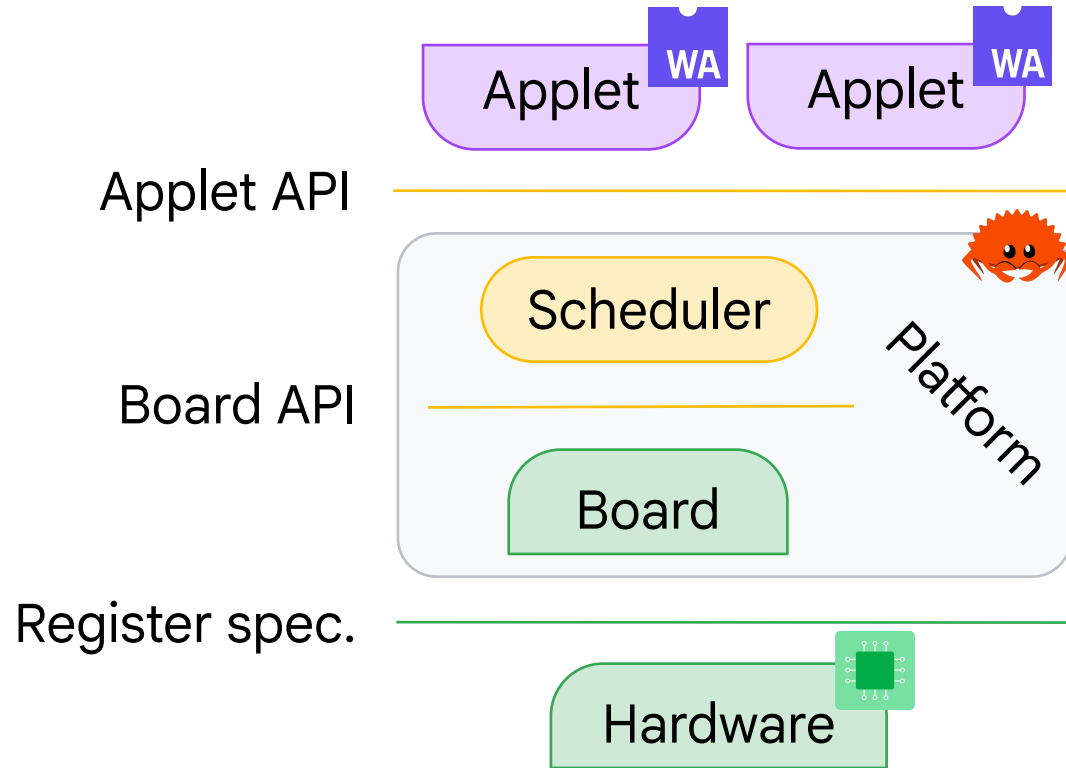 WA
WA
Applet
Applet
Applet API
Scheduler
Platform
Board API
Board
Register spec.
Hardware